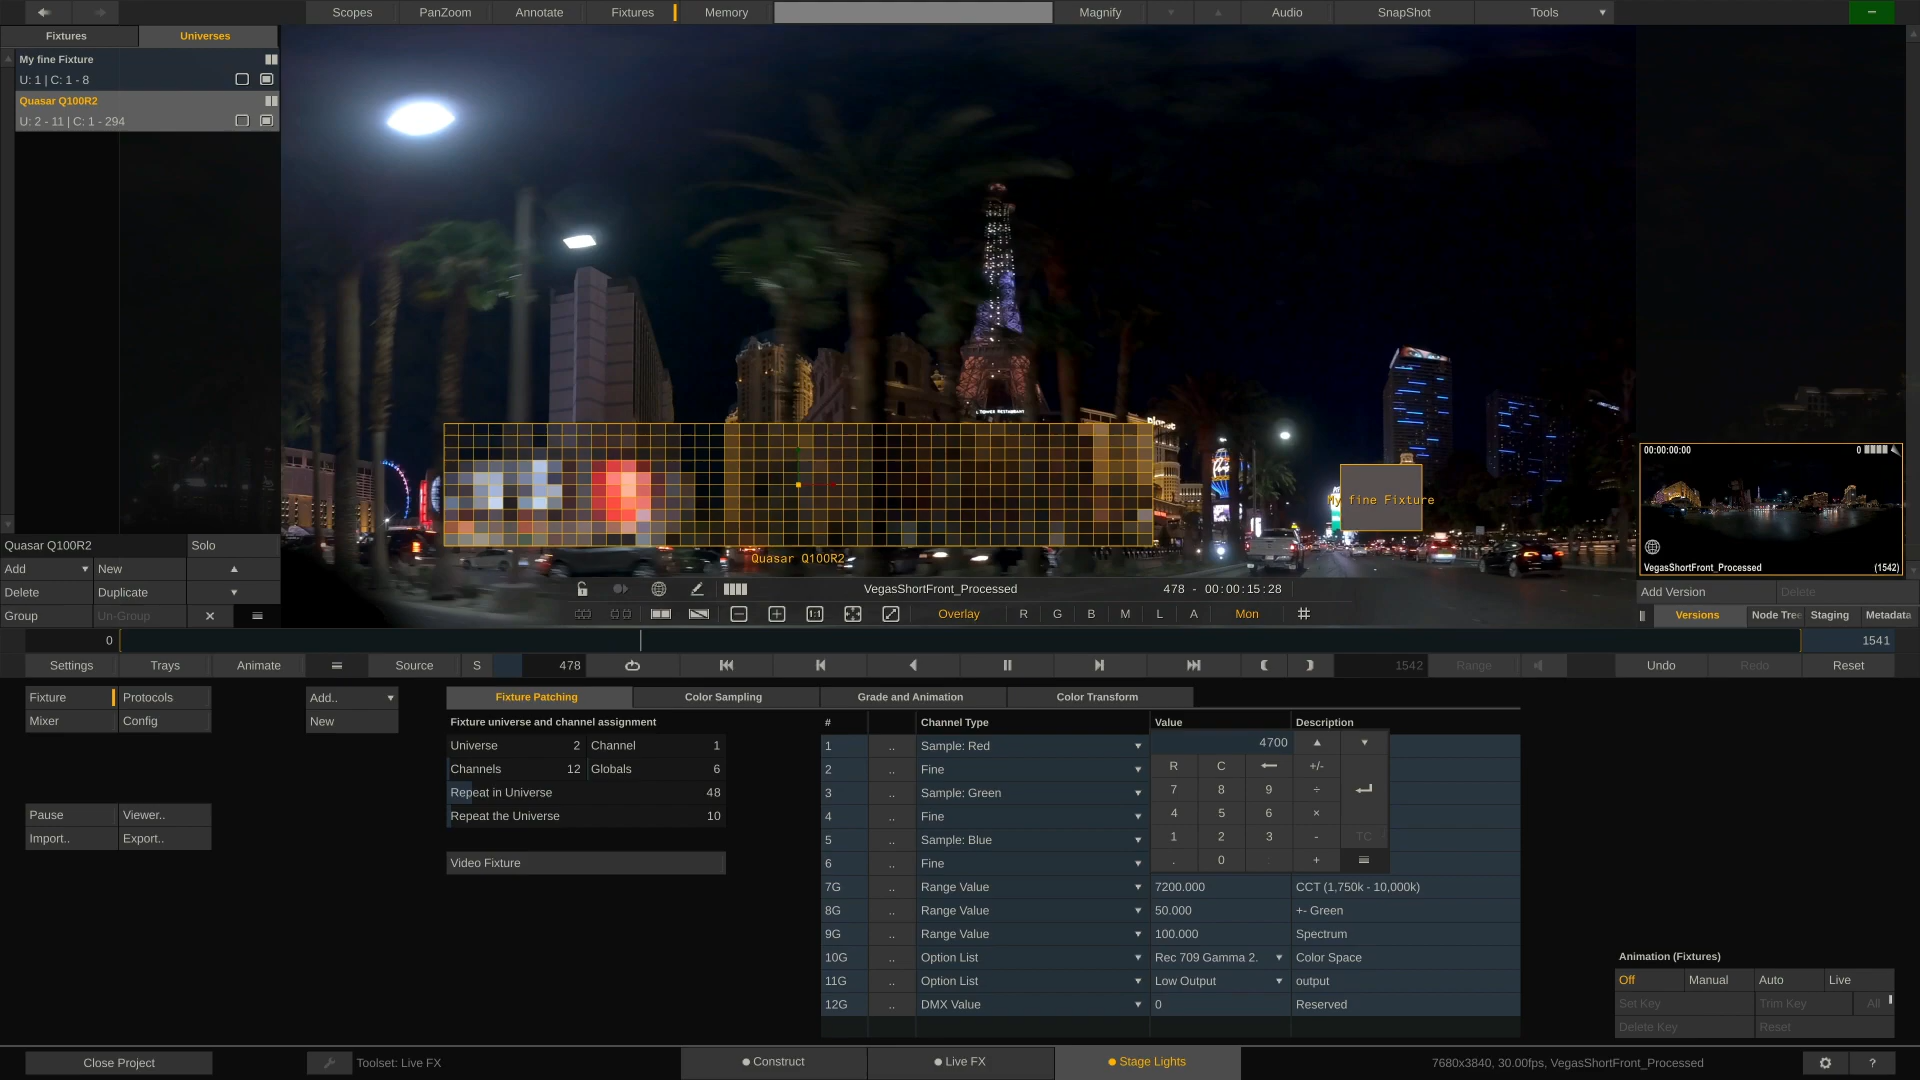 Scopes PanZoom Annotate Fixtures Memory Magnify Audio SnapShot Tools
Fixtures Universes
My fine Fixture
U: 1 | C: 1 - 8
Quasar Q100R2
U: 2 - 11 | C: 1 - 294
Quasar Q100R2 Solo
Add New
Delete Duplicate
Group Un-Group
My fine Fixture
Quasar Q100R2
VegasShortFront_Processed 478 - 00:00:15:28
1:1 Overlay R G B M L A Mon
00:00:00:00 0
VegasShortFront_Processed (1542)
Add Version Delete
Versions Node Tree Staging Metadata
0 1541
Settings Trays Animate Source S 478 1542 Range Undo Redo Reset
Fixture Protocols
Mixer Config
Add..
New
Pause Viewer..
Import.. Export..
Fixture Patching Color Sampling Grade and Animation Color Transform
Fixture universe and channel assignment
Universe 2 Channel 1
Channels 12 Globals 6
Repeat in Universe 48
Repeat the Universe 10
Video Fixture
# Channel Type Value Description
1 .. Sample: Red
2 .. Fine
3 .. Sample: Green
4 .. Fine
5 .. Sample: Blue
6 .. Fine
4700
R C +/-
7 8 9 ÷
4 5 6 ×
1 2 3 - TC
. 0 : +
7G .. Range Value 7200.000 CCT (1,750k - 10,000k)
8G .. Range Value 50.000 +- Green
9G .. Range Value 100.000 Spectrum
10G .. Option List Rec 709 Gamma 2. Color Space
11G .. Option List Low Output output
12G .. DMX Value 0 Reserved
Animation (Fixtures)
Off Manual Auto Live
Set Key Trim Key All
Delete Key Reset
Close Project Toolset: Live FX Construct Live FX Stage Lights 7680x3840, 30.00fps, VegasShortFront_Processed ?